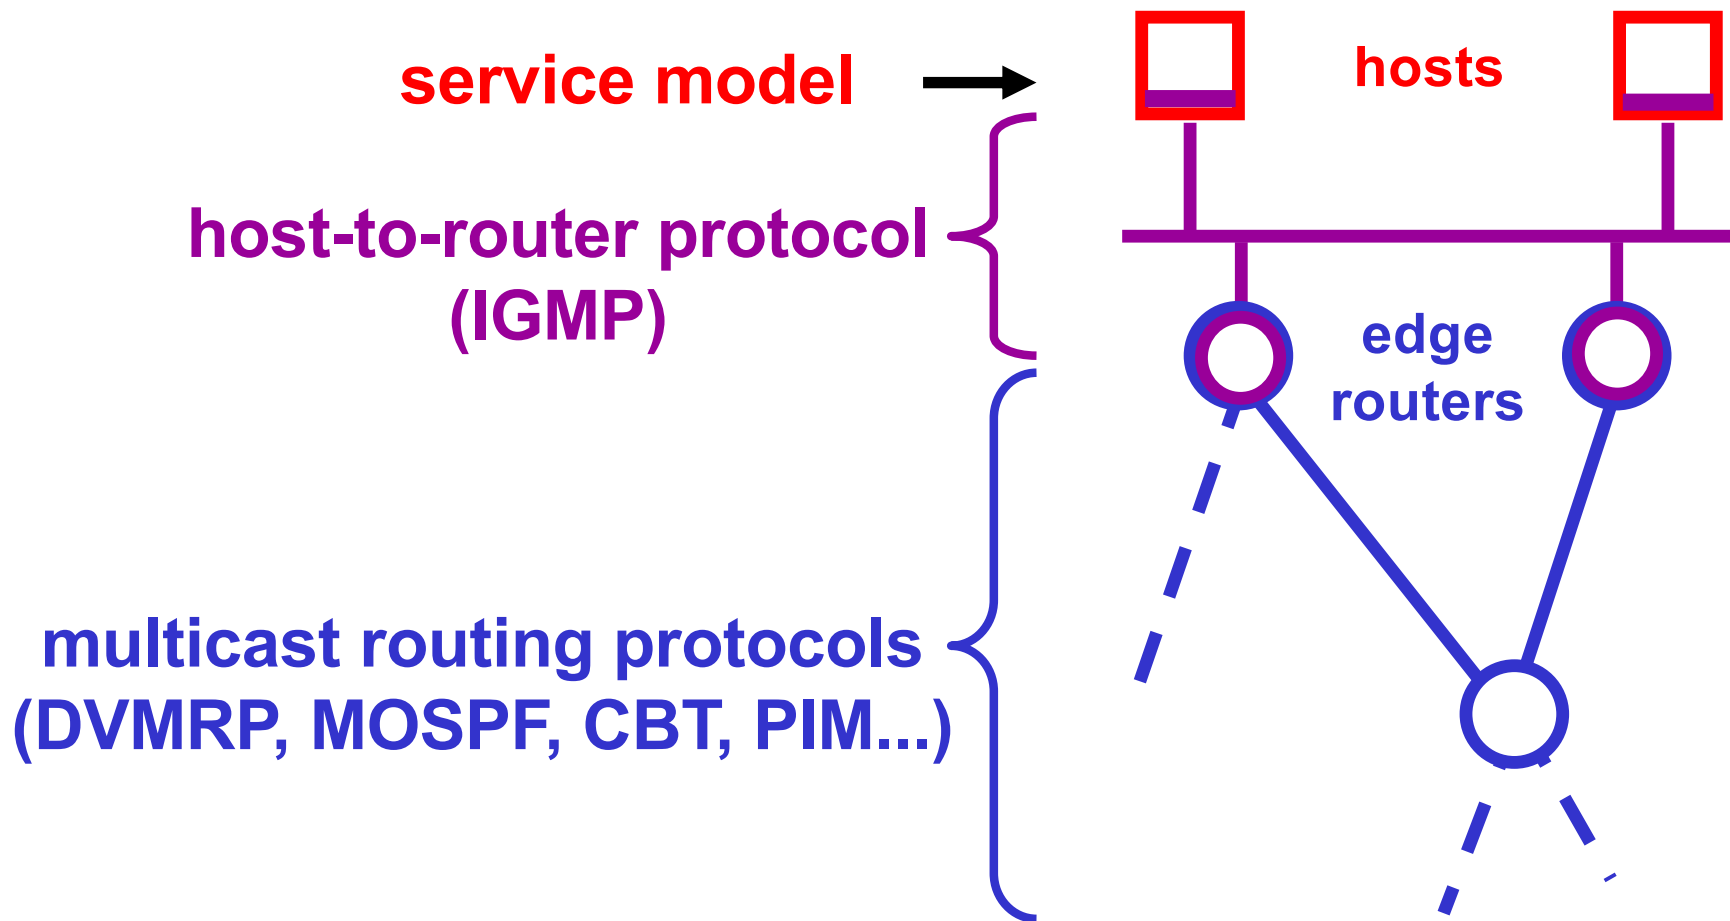 service model
hosts
host-to-router protocol
(IGMP)
edge
routers
multicast routing protocols
(DVMRP, MOSPF, CBT, PIM...)